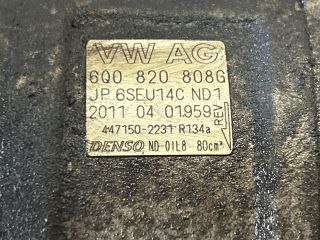 VW AG
6Q0 820 808G
JP 6SEU14C ND1
2011 04 01959
REV
447150-2231 R134a
DENSO ND-OIL8 80cm³